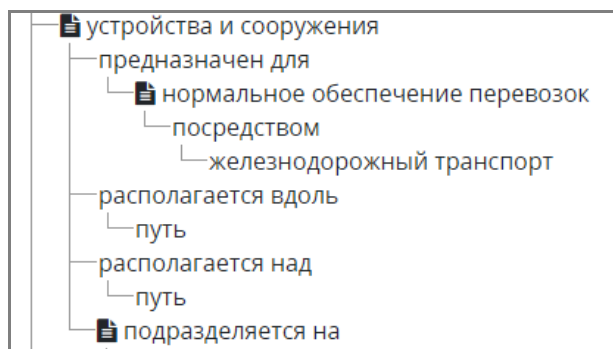 устройства и сооружения
предназначен для
нормальное обеспечение перевозок
посредством
железнодорожный транспорт
располагается вдоль
путь
располагается над
путь
подразделяется на